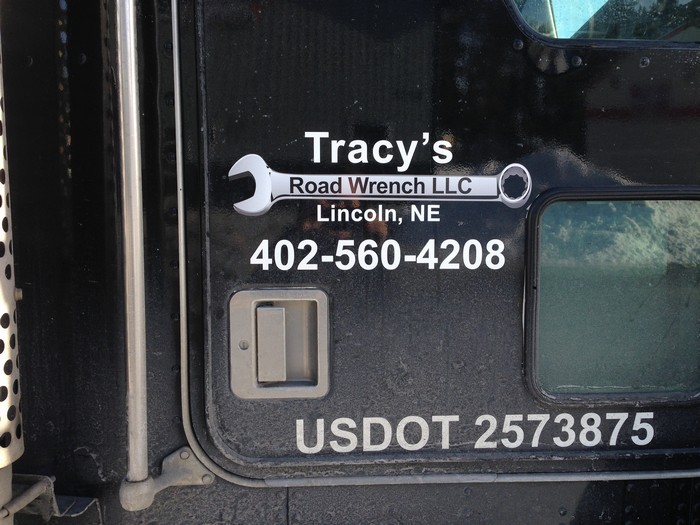 Tracy's
Road Wrench LLC
Lincoln, NE
402-560-4208
USDOT 2573875